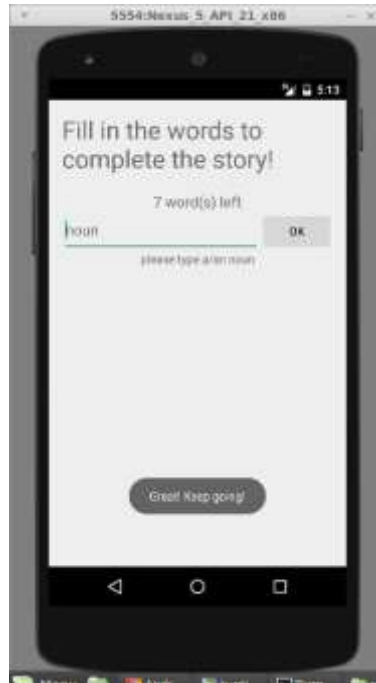 5554:Nexus_5_API_21_x86
5:13
Fill in the words to
complete the story!
7 word(s) left
noun
OK
please type a/an noun
Great! Keep going!
Menu